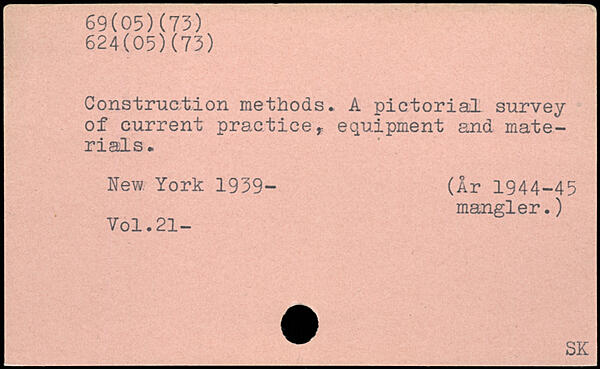 69(05)(73)
624(05)(73)
Construction methods. A pictorial survey
of current practice, equipment and mate-
rials.
New York 1939- (År 1944-45
mangler.)
Vol.21-
SK